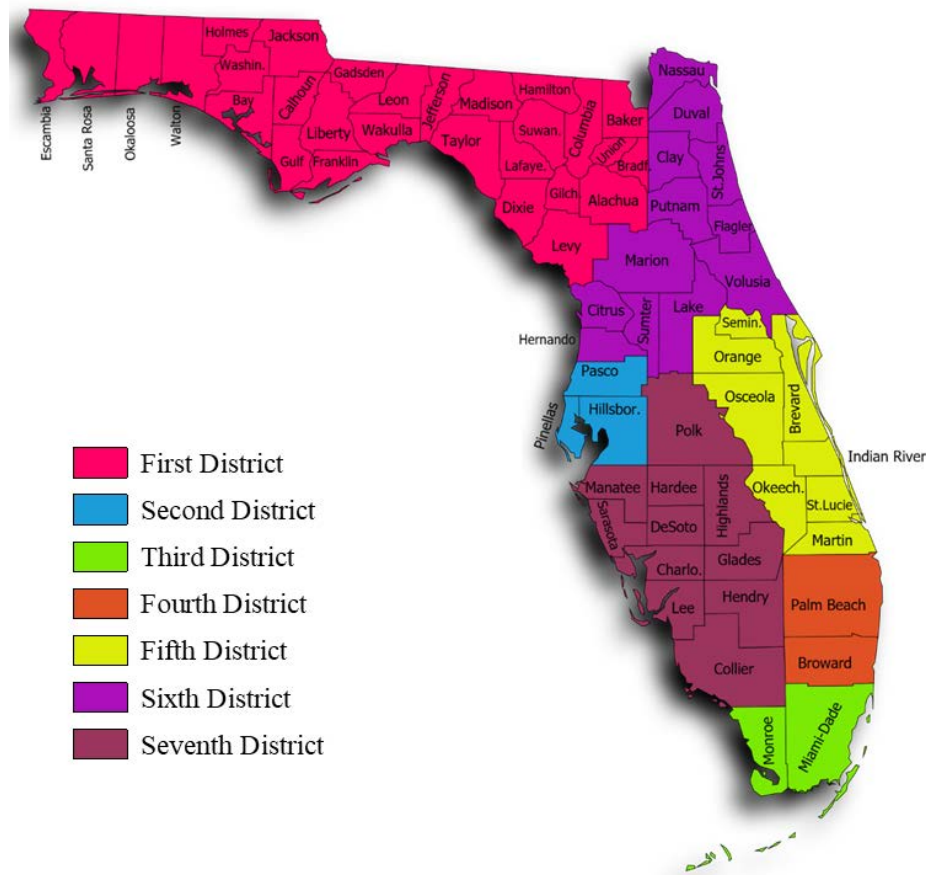 Holmes
Jackson
Washin.
Bay
Calhoun
Gadsden
Leon
Jefferson
Madison
Hamilton
Columbia
Baker
Liberty
Wakulla
Taylor
Suwan.
Union
Bradf.
Gulf
Franklin
Lafaye.
Gilch.
Alachua
Dixie
Levy
Escambia
Santa Rosa
Okaloosa
Walton
Nassau
Duval
Clay
St.Johns
Putnam
Flagler
Marion
Volusia
Citrus
Sumter
Lake
Hernando
Semin.
Orange
Pasco
Osceola
Brevard
Pinellas
Hillsbor.
Polk
Indian River
Manatee
Hardee
Highlands
Okeech.
St.Lucie
Sarasota
DeSoto
Martin
Charlo.
Glades
Lee
Hendry
Palm Beach
Collier
Broward
Monroe
Miami-Dade
First District
Second District
Third District
Fourth District
Fifth District
Sixth District
Seventh District